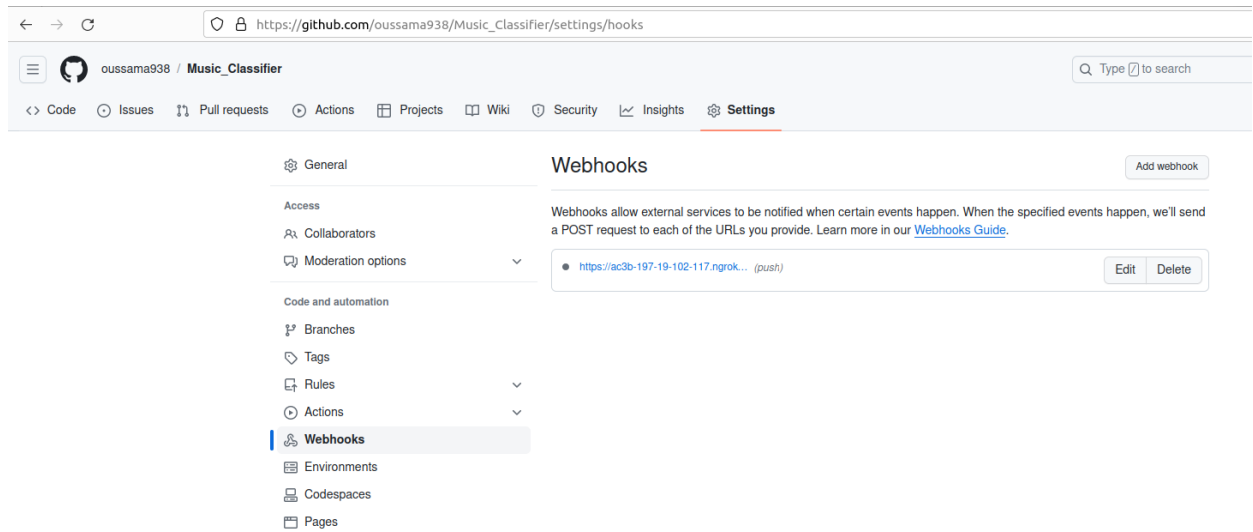 https://github.com/oussama938/Music_Classifier/settings/hooks
oussama938 / Music_Classifier
Type / to search
Code Issues Pull requests Actions Projects Wiki Security Insights Settings
General
Access
Collaborators
Moderation options
Code and automation
Branches
Tags
Rules
Actions
Webhooks
Environments
Codespaces
Pages
Webhooks
Add webhook
Webhooks allow external services to be notified when certain events happen. When the specified events happen, we'll send
a POST request to each of the URLs you provide. Learn more in our Webhooks Guide.
https://ac3b-197-19-102-117.ngrok... (push)
Edit Delete